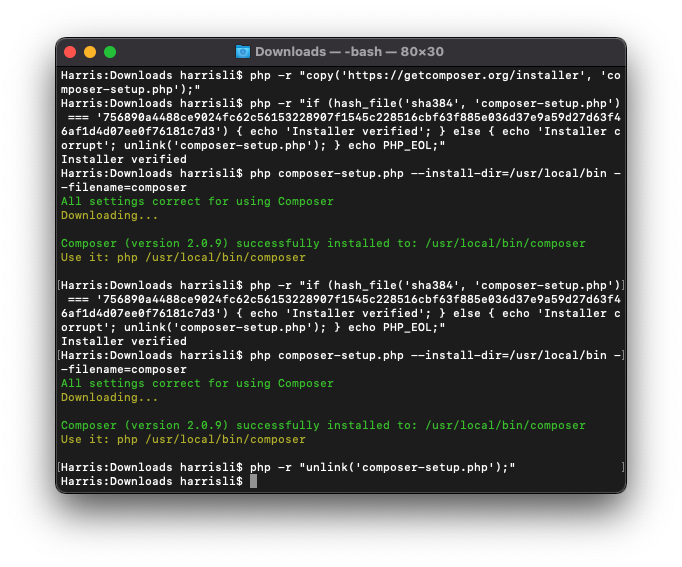 Downloads — -bash — 80×30
Harris:Downloads harrisli$ php -r "copy('https://getcomposer.org/installer', 'co
mposer-setup.php');"
Harris:Downloads harrisli$ php -r "if (hash_file('sha384', 'composer-setup.php')
 === '756890a4488ce9024fc62c56153228907f1545c228516cbf63f885e036d37e9a59d27d63f4
6af1d4d07ee0f76181c7d3') { echo 'Installer verified'; } else { echo 'Installer c
orrupt'; unlink('composer-setup.php'); } echo PHP_EOL;"
Installer verified
Harris:Downloads harrisli$ php composer-setup.php --install-dir=/usr/local/bin -
-filename=composer
All settings correct for using Composer
Downloading...
Composer (version 2.0.9) successfully installed to: /usr/local/bin/composer
Use it: php /usr/local/bin/composer
[Harris:Downloads harrisli$ php -r "if (hash_file('sha384', 'composer-setup.php')]
 === '756890a4488ce9024fc62c56153228907f1545c228516cbf63f885e036d37e9a59d27d63f4
6af1d4d07ee0f76181c7d3') { echo 'Installer verified'; } else { echo 'Installer c
orrupt'; unlink('composer-setup.php'); } echo PHP_EOL;"
Installer verified
[Harris:Downloads harrisli$ php composer-setup.php --install-dir=/usr/local/bin -]
-filename=composer
All settings correct for using Composer
Downloading...
Composer (version 2.0.9) successfully installed to: /usr/local/bin/composer
Use it: php /usr/local/bin/composer
[Harris:Downloads harrisli$ php -r "unlink('composer-setup.php');" ]
Harris:Downloads harrisli$